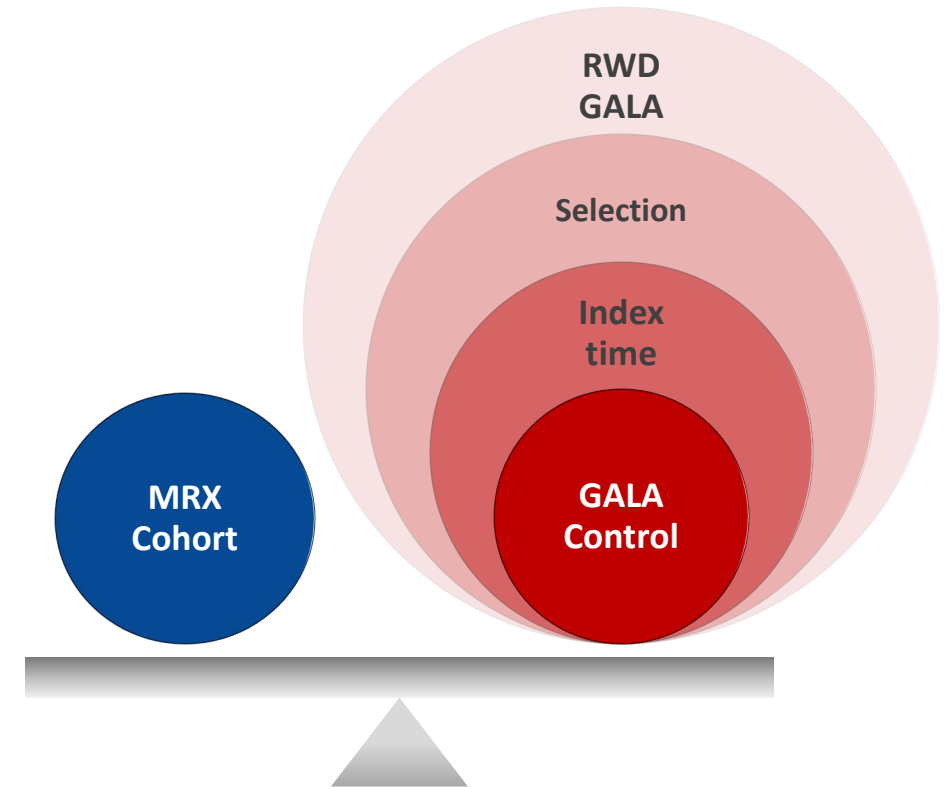 RWD
GALA
Selection
Index
time
MRX
Cohort
GALA
Control